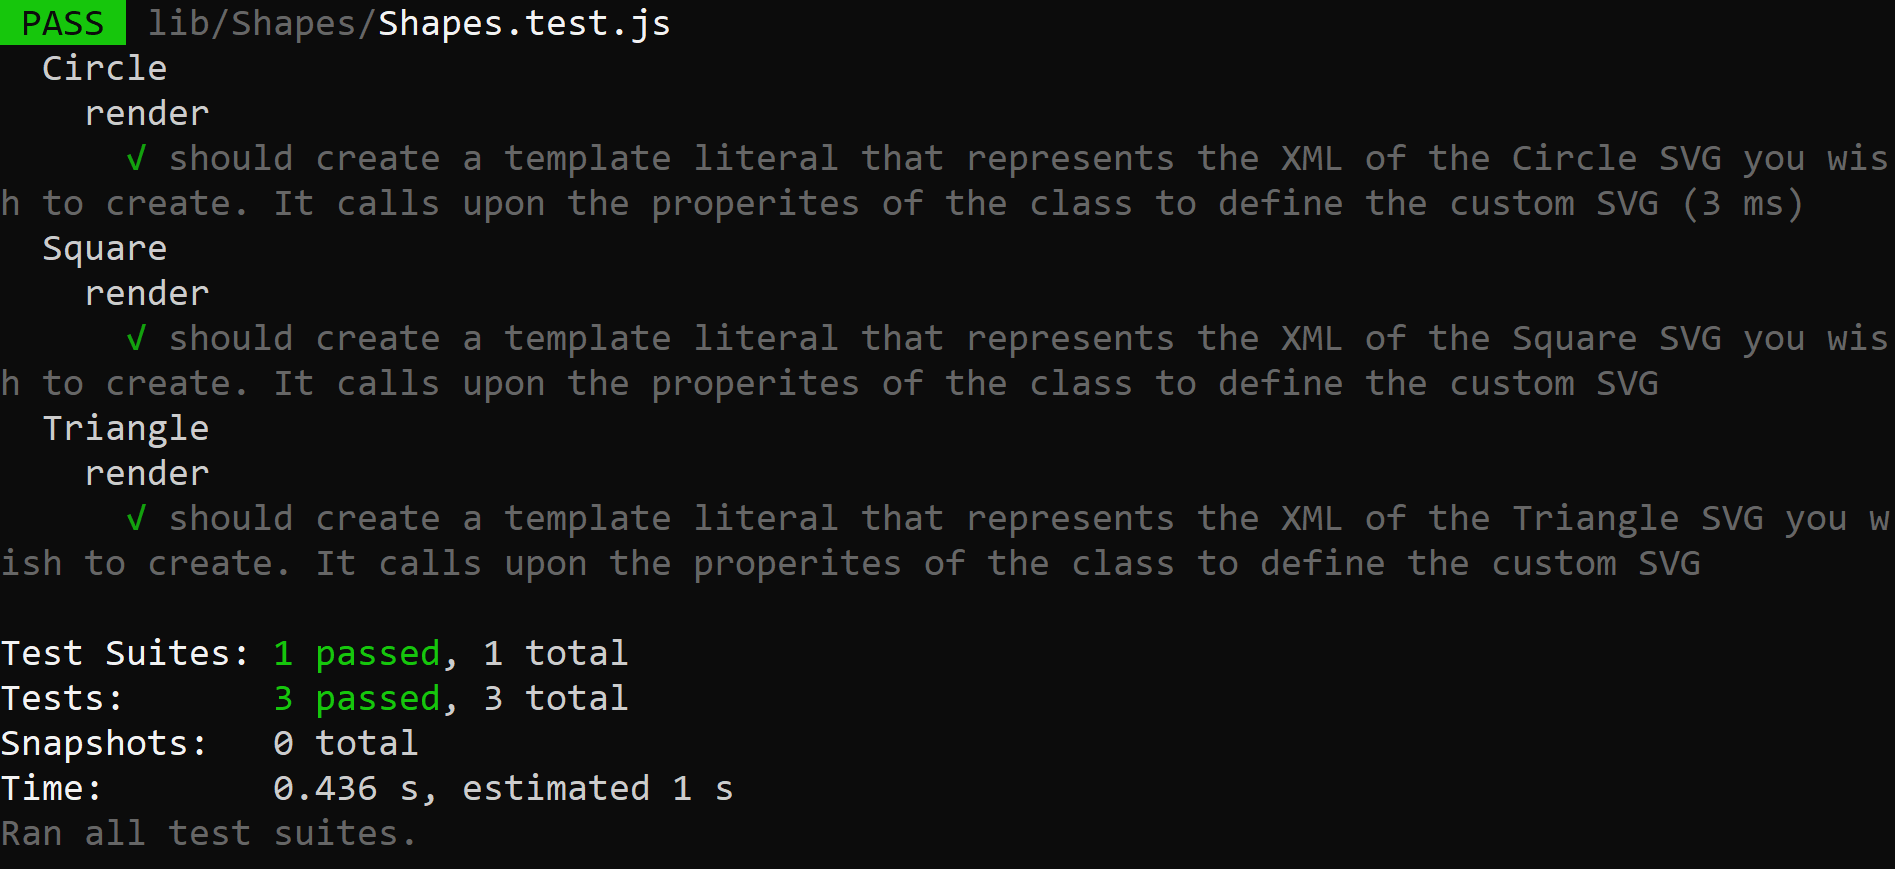 PASS lib/Shapes/Shapes.test.js
Circle
render
√ should create a template literal that represents the XML of the Circle SVG you wis
h to create. It calls upon the properites of the class to define the custom SVG (3 ms)
Square
render
√ should create a template literal that represents the XML of the Square SVG you wis
h to create. It calls upon the properites of the class to define the custom SVG
Triangle
render
√ should create a template literal that represents the XML of the Triangle SVG you w
ish to create. It calls upon the properites of the class to define the custom SVG
Test Suites: 1 passed, 1 total
Tests: 3 passed, 3 total
Snapshots: 0 total
Time: 0.436 s, estimated 1 s
Ran all test suites.